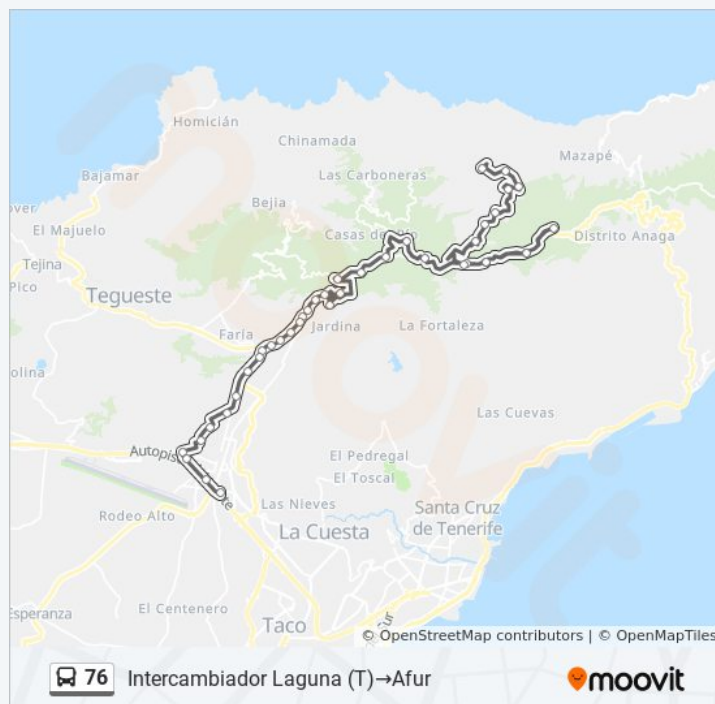 Homicián
Chinamada
Mazapé
Las Carboneras
Bajamar
Bejia
over
El Majuelo
Casas de
Distrito Anaga
Tejina
Pico
Tegueste
Faría
Jardina
La Fortaleza
olina
Las Cuevas
Autopis
El Pedregal
El Toscal
Las Nieves
Santa Cruz
de Tenerife
Rodeo Alto
La Cuesta
Esperanza
El Centenero
Taco
© OpenStreetMap contributors | © OpenMapTiles
76 Intercambiador Laguna (T)→Afur
moovit